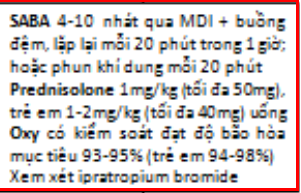 SABA 4-10 nhát qua MDI + buồng
đệm, lặp lại mỗi 20 phút trong 1 giờ;
hoặc phun khí dung mỗi 20 phút
Prednisolone 1mg/kg (tối đa 50mg),
trẻ em 1-2mg/kg (tối đa 40mg) uống
Oxy có kiểm soát đạt độ bão hòa
mục tiêu 93-95% (trẻ em 94-98%)
Xem xét ipratropium bromide